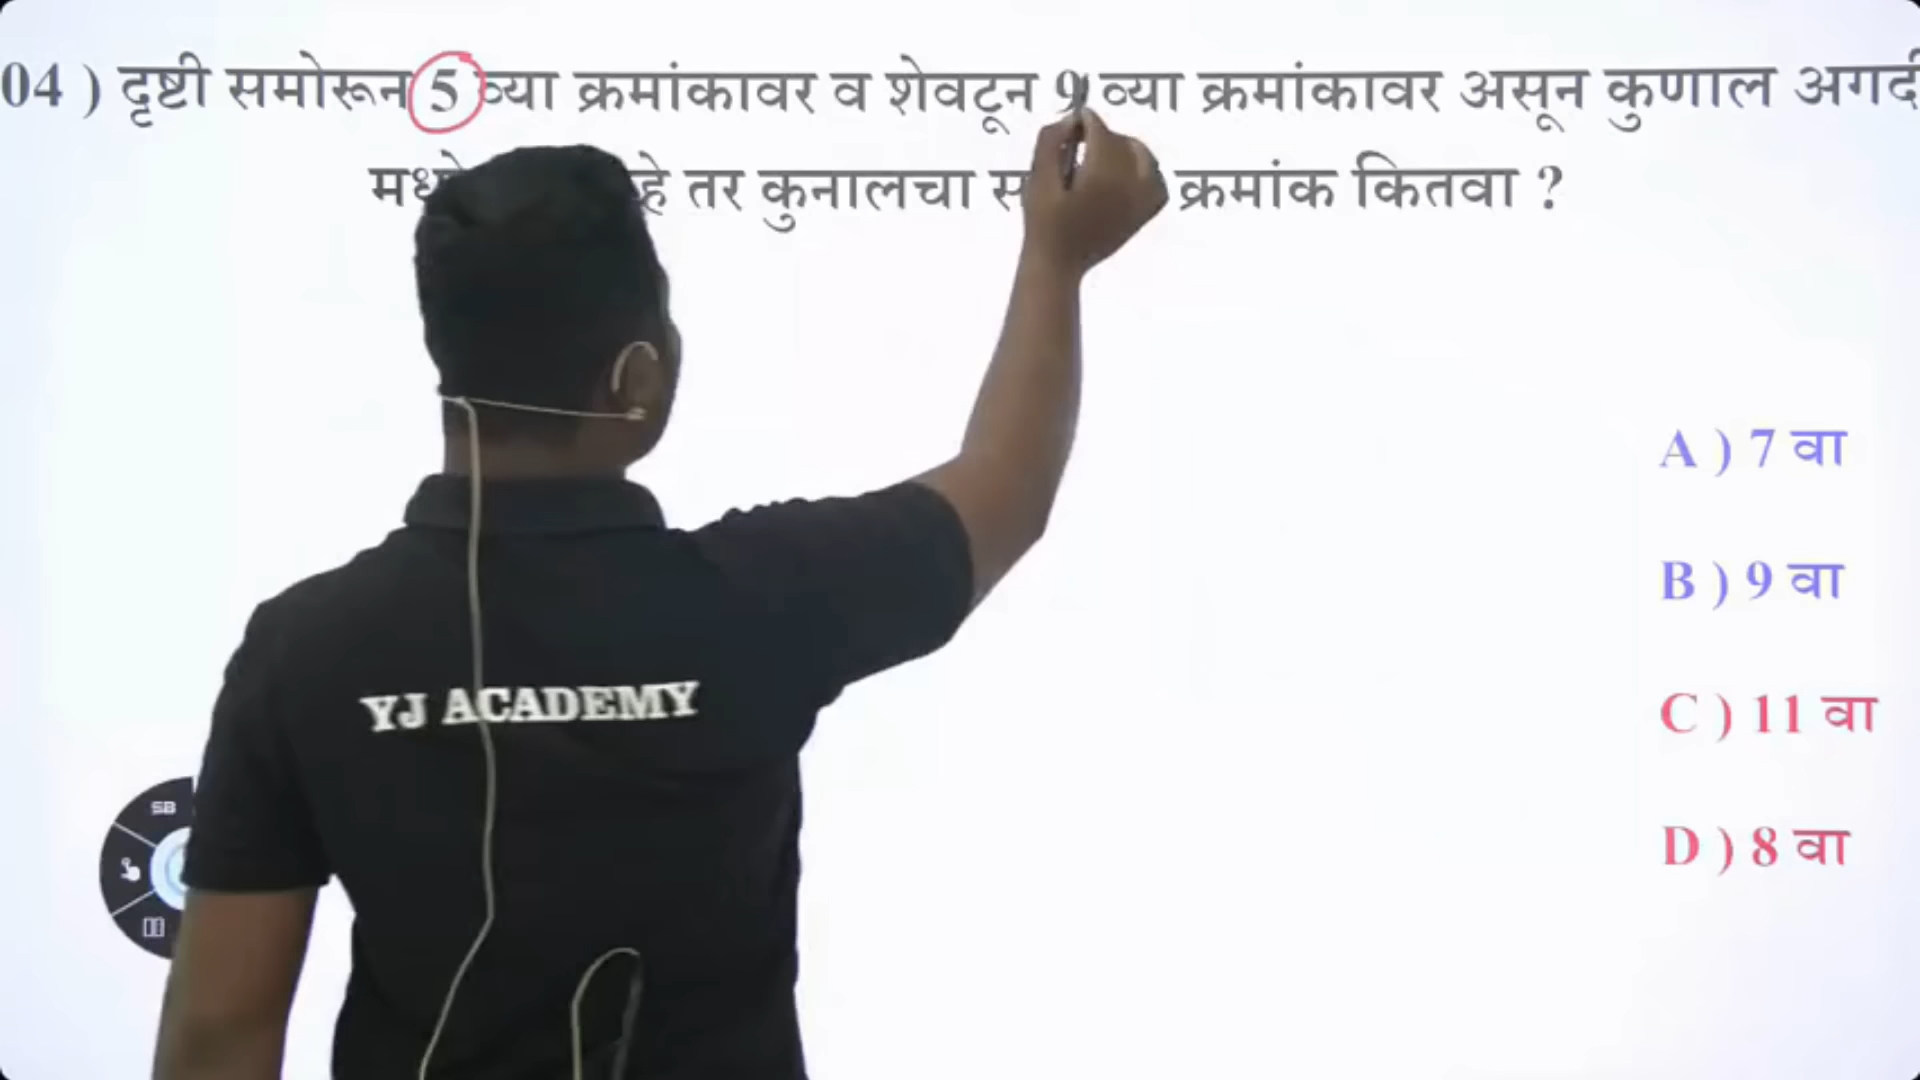 04 ) दृष्टी समोरून 5 व्या क्रमांकावर व शेवटून 9 व्या क्रमांकावर असून कुणाल अगदी
तर कुनालचा क्रमांक कितवा ?
A ) 7 वा
B ) 9 वा
C ) 11 वा
D ) 8 वा
YJ ACADEMY
SB